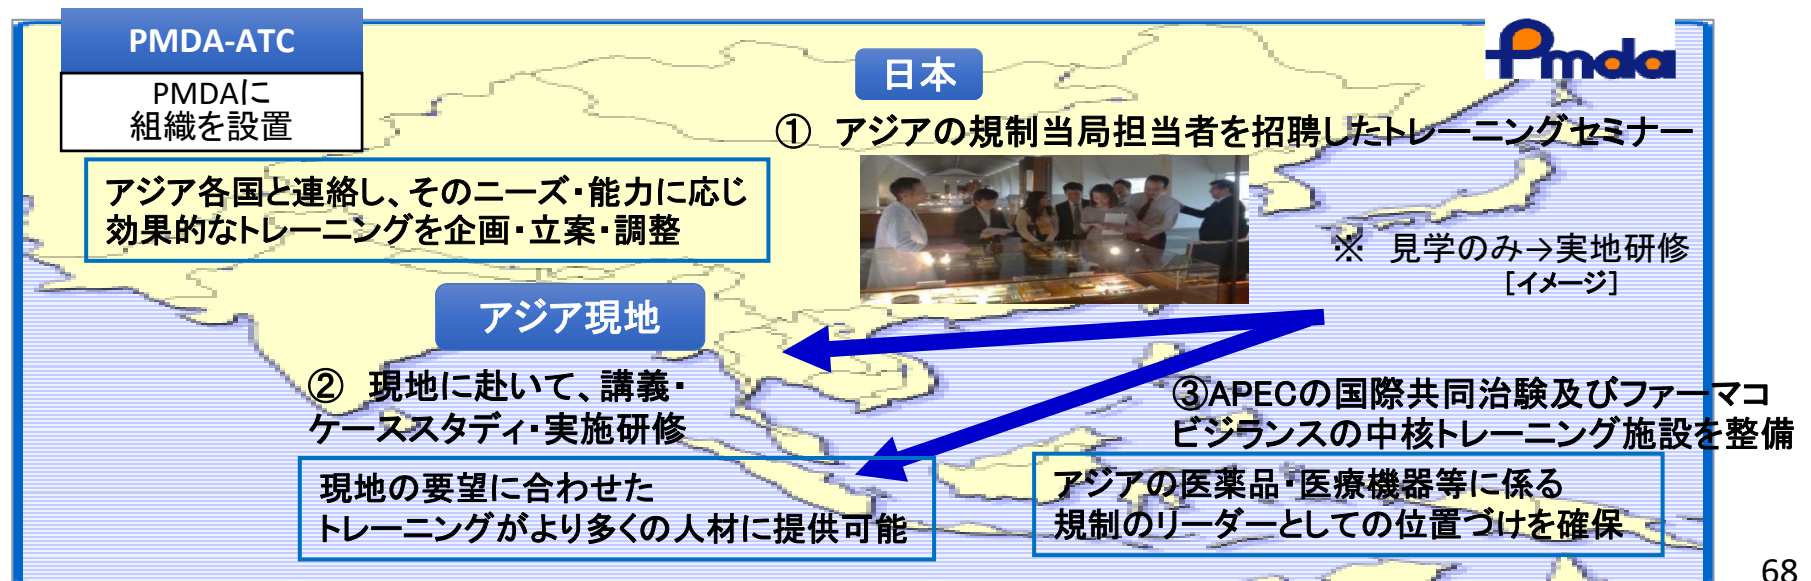 PMDA-ATC
PMDAに
組織を設置
Pmda
日本
① アジアの規制当局担当者を招聘したトレーニングセミナー
アジア各国と連絡し、そのニーズ・能力に応じ
効果的なトレーニングを企画・立案・調整
※ 見学のみ→実地研修
[イメージ]
アジア現地
② 現地に赴いて、講義・
ケーススタディ・実施研修
現地の要望に合わせた
トレーニングがより多くの人材に提供可能
③APECの国際共同治験及びファーマコ
ビジランスの中核トレーニング施設を整備
アジアの医薬品・医療機器等に係る
規制のリーダーとしての位置づけを確保
68